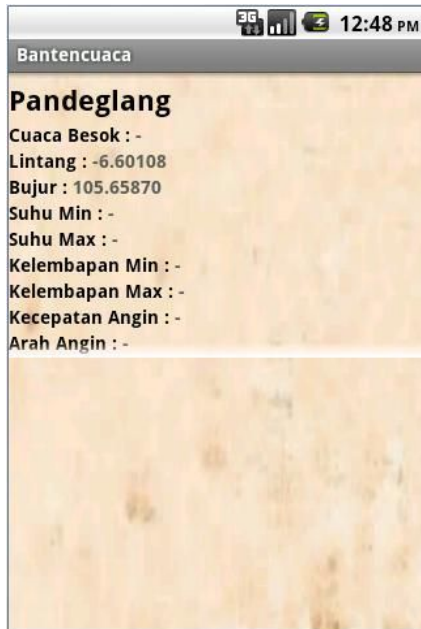 3G 12:48 PM
Bantencuaca
Pandeglang
Cuaca Besok : -
Lintang : -6.60108
Bujur : 105.65870
Suhu Min : -
Suhu Max : -
Kelembapan Min : -
Kelembapan Max : -
Kecepatan Angin : -
Arah Angin : -